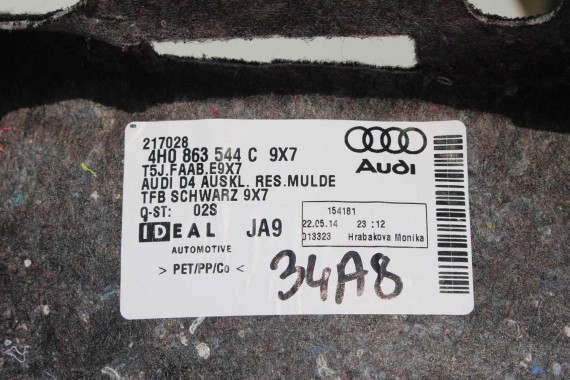 217028
4H0 863 544 C 9X7
T5J.FAAB.E9X7
AUDI D4 AUSKL. RES.MULDE
TFB SCHWARZ 9X7
Q-ST: 02S
IDEAL JA9
AUTOMOTIVE
> PET/PP/Co <
Audi
154181
22.05.14 23:12
013323 Hrabakova Monika
34A8